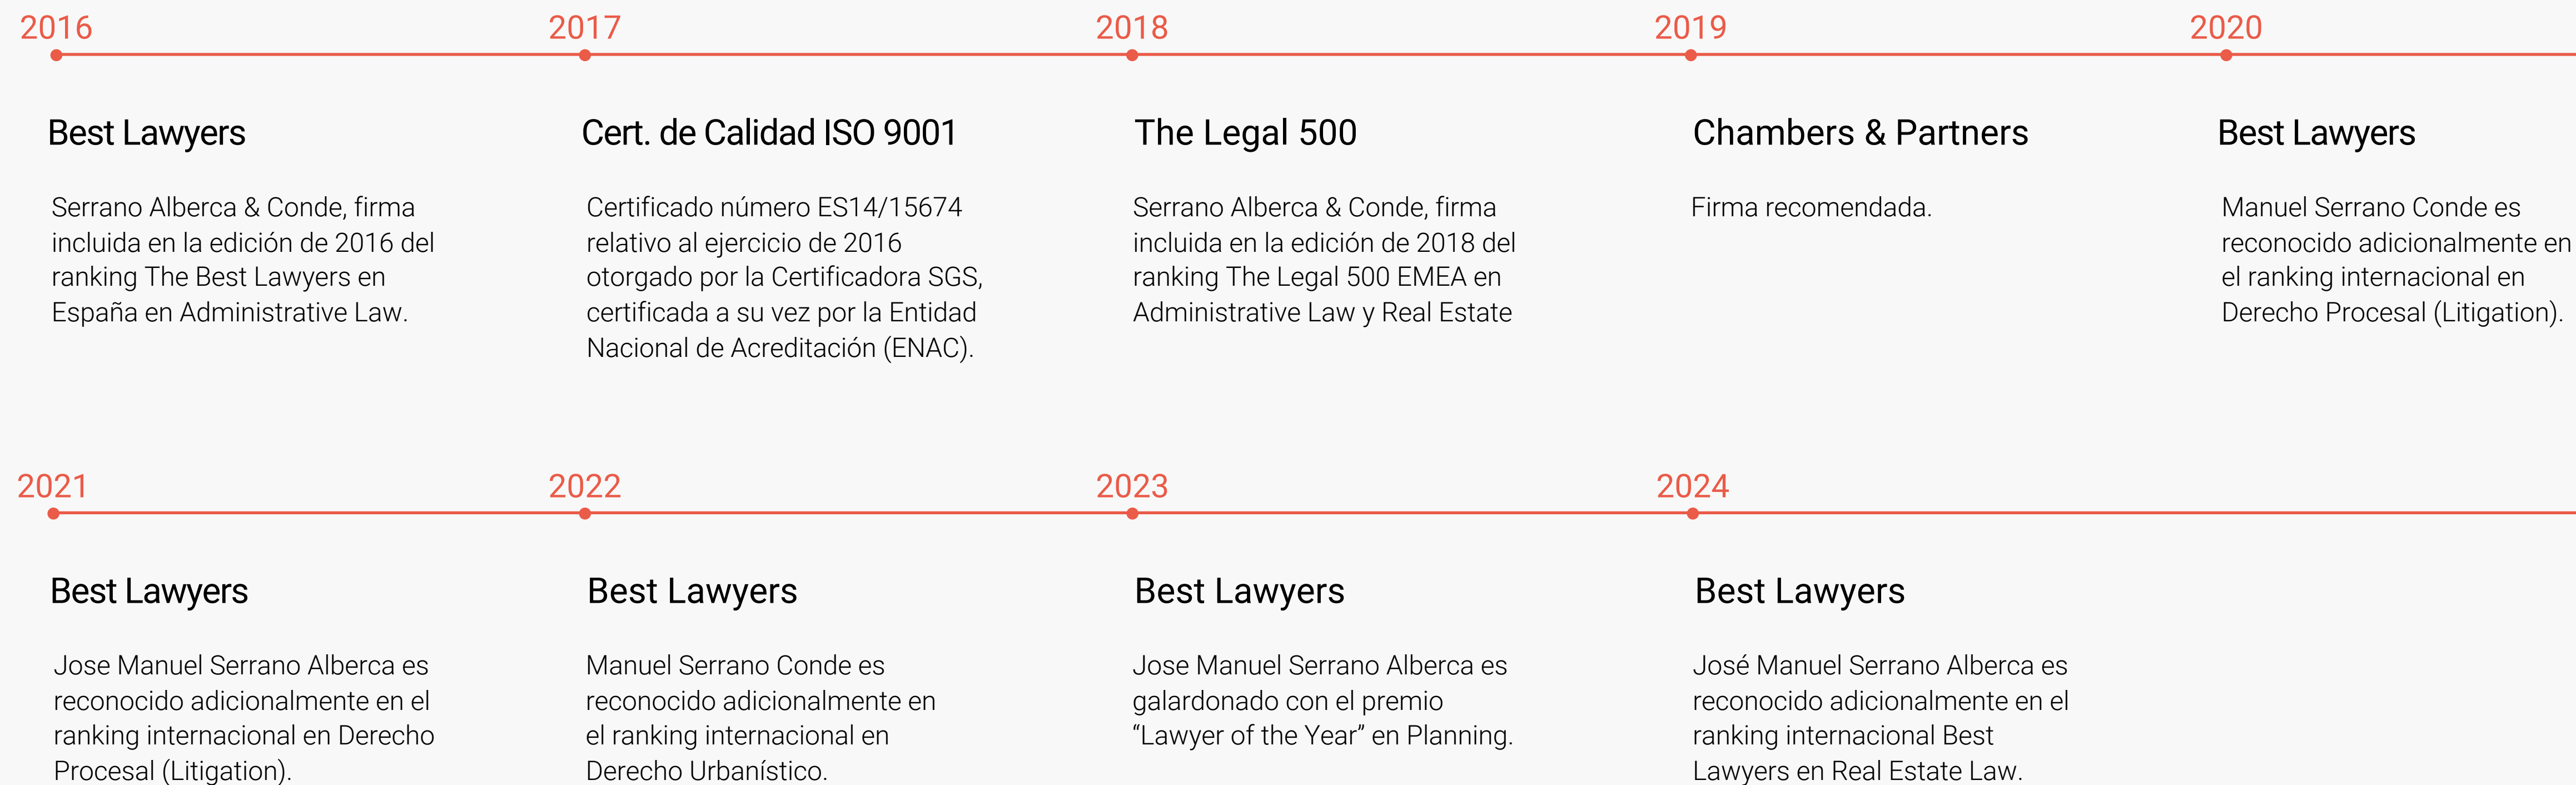 2016
2017
2018
2019
2020
Best Lawyers
Serrano Alberca & Conde, firma
incluida en la edición de 2016 del
ranking The Best Lawyers en
España en Administrative Law.
Cert. de Calidad ISO 9001
Certificado número ES14/15674
relativo al ejercicio de 2016
otorgado por la Certificadora SGS,
certificada a su vez por la Entidad
Nacional de Acreditación (ENAC).
The Legal 500
Serrano Alberca & Conde, firma
incluida en la edición de 2018 del
ranking The Legal 500 EMEA en
Administrative Law y Real Estate
Chambers & Partners
Firma recomendada.
Best Lawyers
Manuel Serrano Conde es
reconocido adicionalmente en
el ranking internacional en
Derecho Procesal (Litigation).
2021
2022
2023
2024
Best Lawyers
Jose Manuel Serrano Alberca es
reconocido adicionalmente en el
ranking internacional en Derecho
Procesal (Litigation).
Best Lawyers
Manuel Serrano Conde es
reconocido adicionalmente en
el ranking internacional en
Derecho Urbanístico.
Best Lawyers
Jose Manuel Serrano Alberca es
galardonado con el premio
“Lawyer of the Year” en Planning.
Best Lawyers
José Manuel Serrano Alberca es
reconocido adicionalmente en el
ranking internacional Best
Lawyers en Real Estate Law.